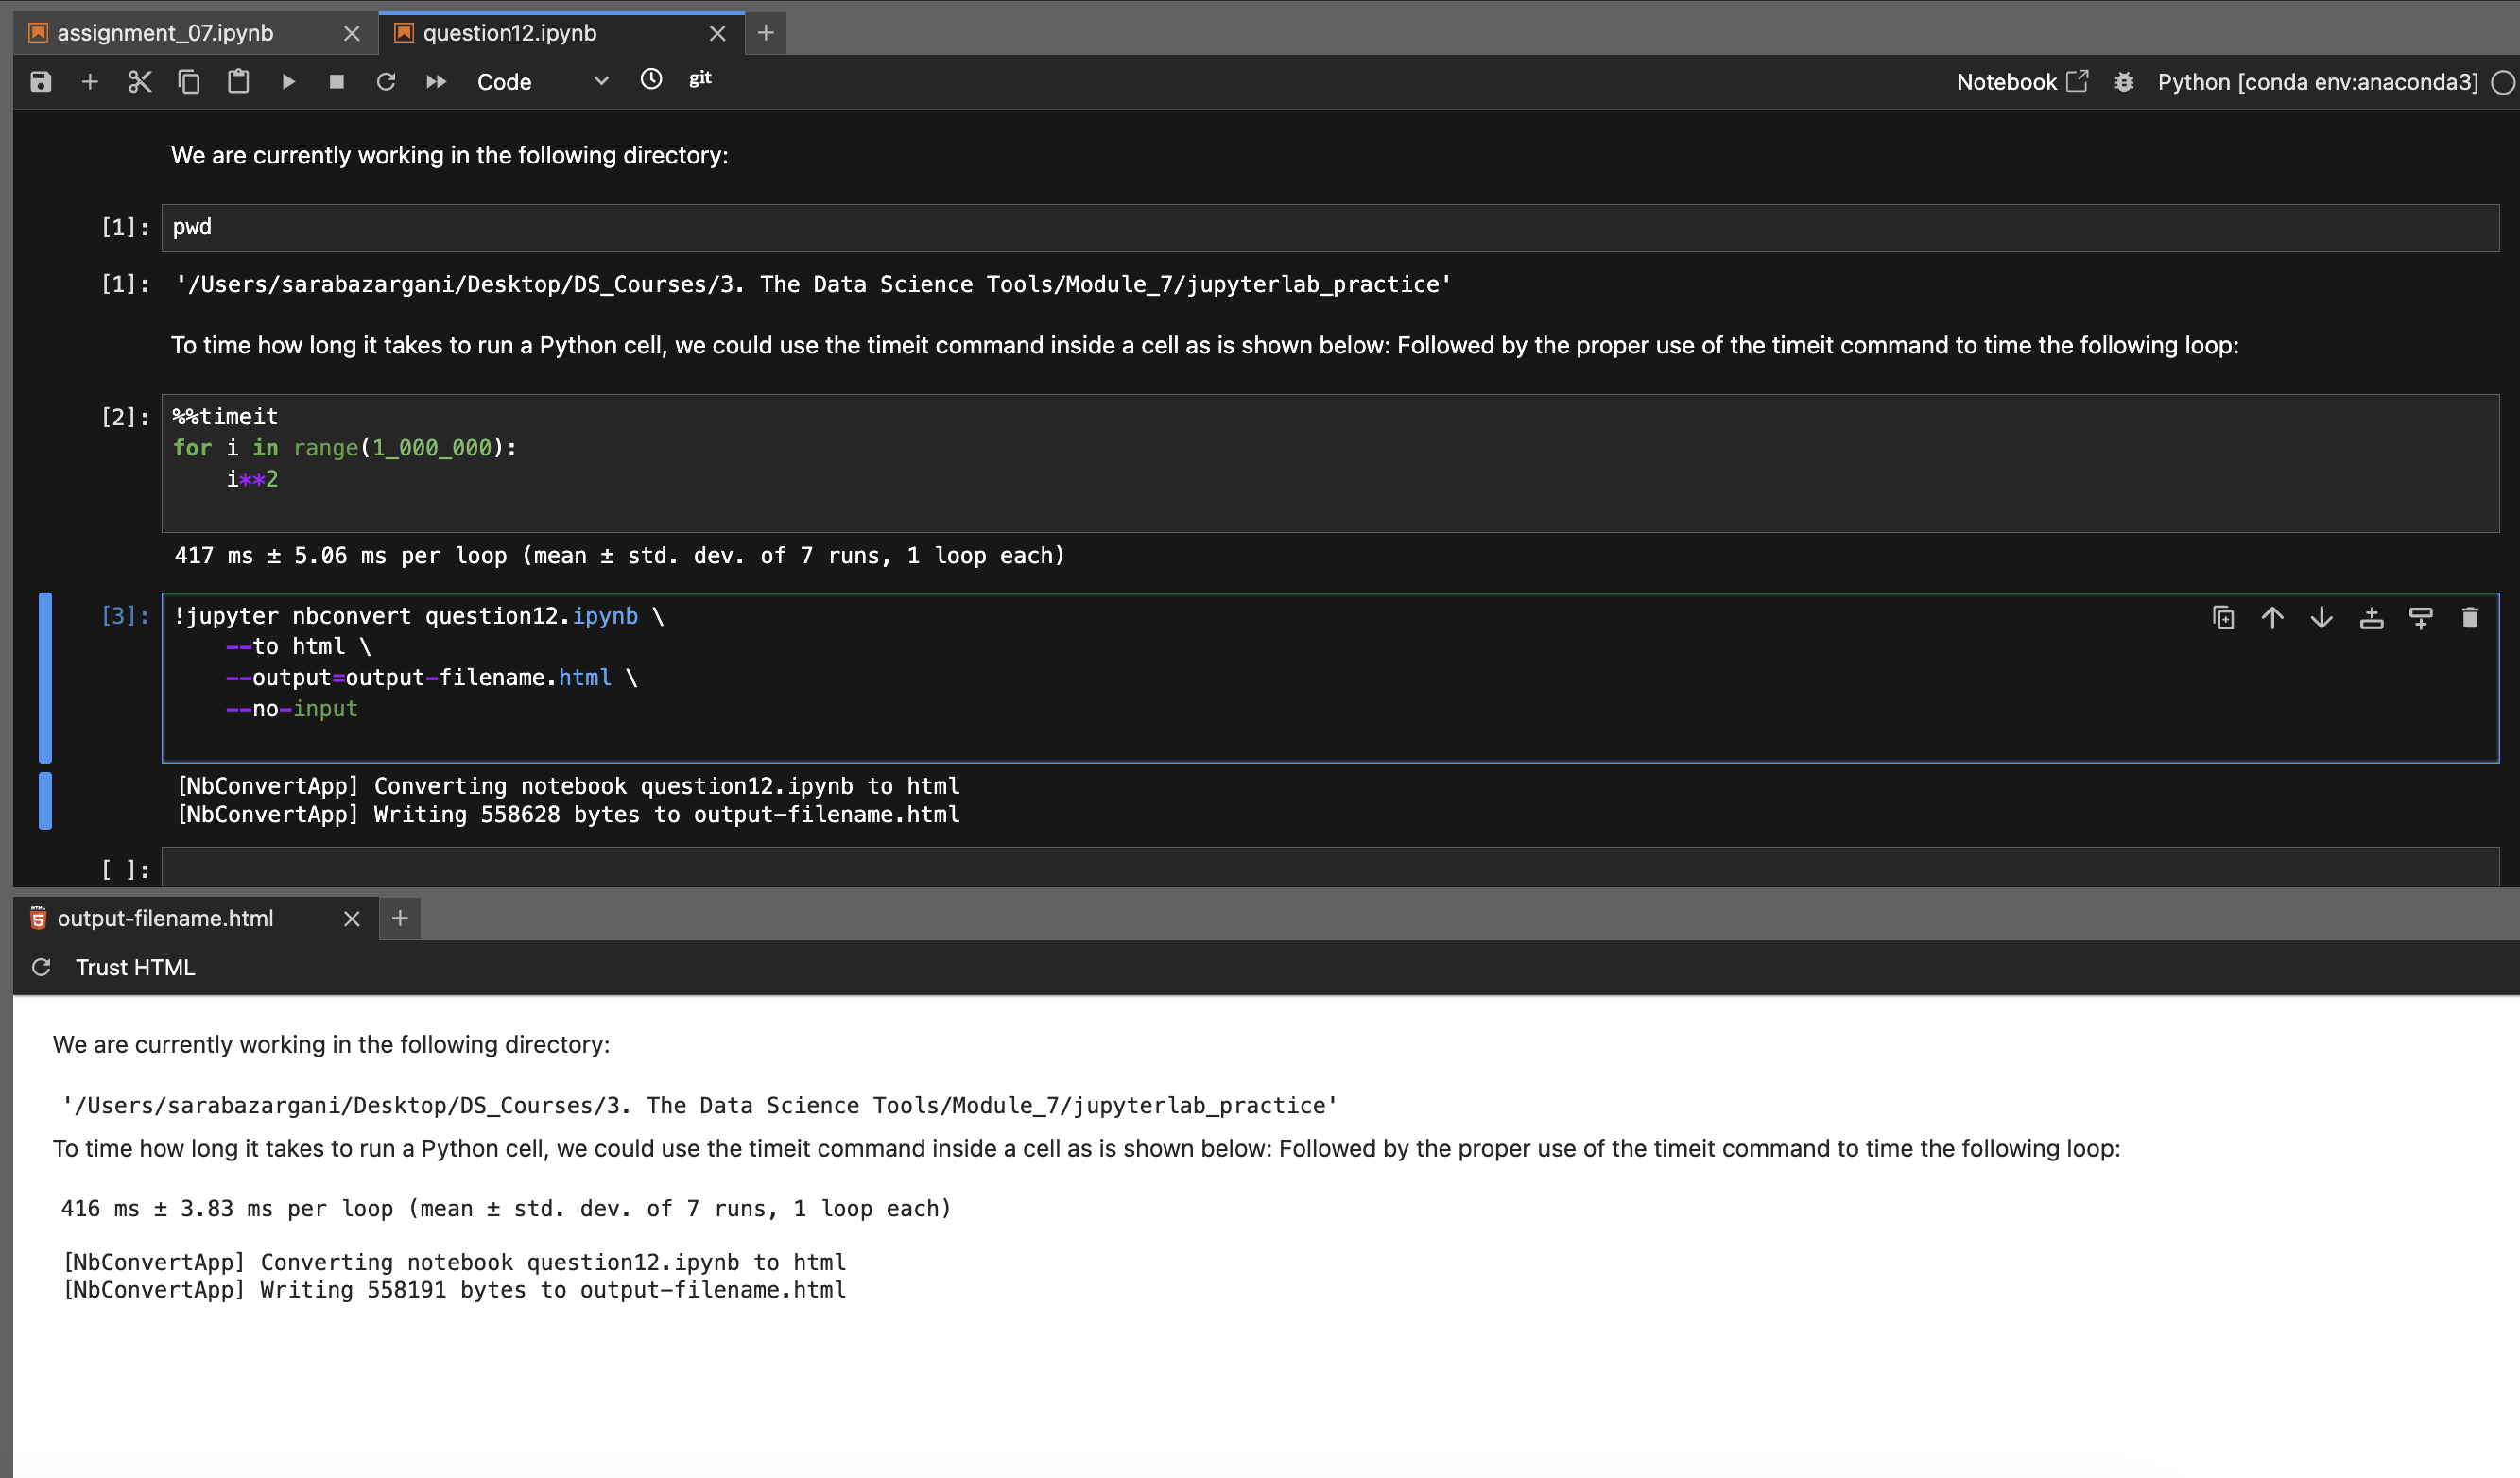 assignment_07.ipynb question12.ipynb
Code git Notebook Python [conda env:anaconda3]
We are currently working in the following directory:
[1]: pwd
[1]: '/Users/sarabazargani/Desktop/DS_Courses/3. The Data Science Tools/Module_7/jupyterlab_practice'
To time how long it takes to run a Python cell, we could use the timeit command inside a cell as is shown below: Followed by the proper use of the timeit command to time the following loop:
[2]: %%timeit
for i in range(1_000_000):
    i**2
417 ms ± 5.06 ms per loop (mean ± std. dev. of 7 runs, 1 loop each)
[3]: !jupyter nbconvert question12.ipynb \
    --to html \
    --output=output-filename.html \
    --no-input
[NbConvertApp] Converting notebook question12.ipynb to html
[NbConvertApp] Writing 558628 bytes to output-filename.html
[ ]:
output-filename.html
Trust HTML
We are currently working in the following directory:
'/Users/sarabazargani/Desktop/DS_Courses/3. The Data Science Tools/Module_7/jupyterlab_practice'
To time how long it takes to run a Python cell, we could use the timeit command inside a cell as is shown below: Followed by the proper use of the timeit command to time the following loop:
416 ms ± 3.83 ms per loop (mean ± std. dev. of 7 runs, 1 loop each)
[NbConvertApp] Converting notebook question12.ipynb to html
[NbConvertApp] Writing 558191 bytes to output-filename.html